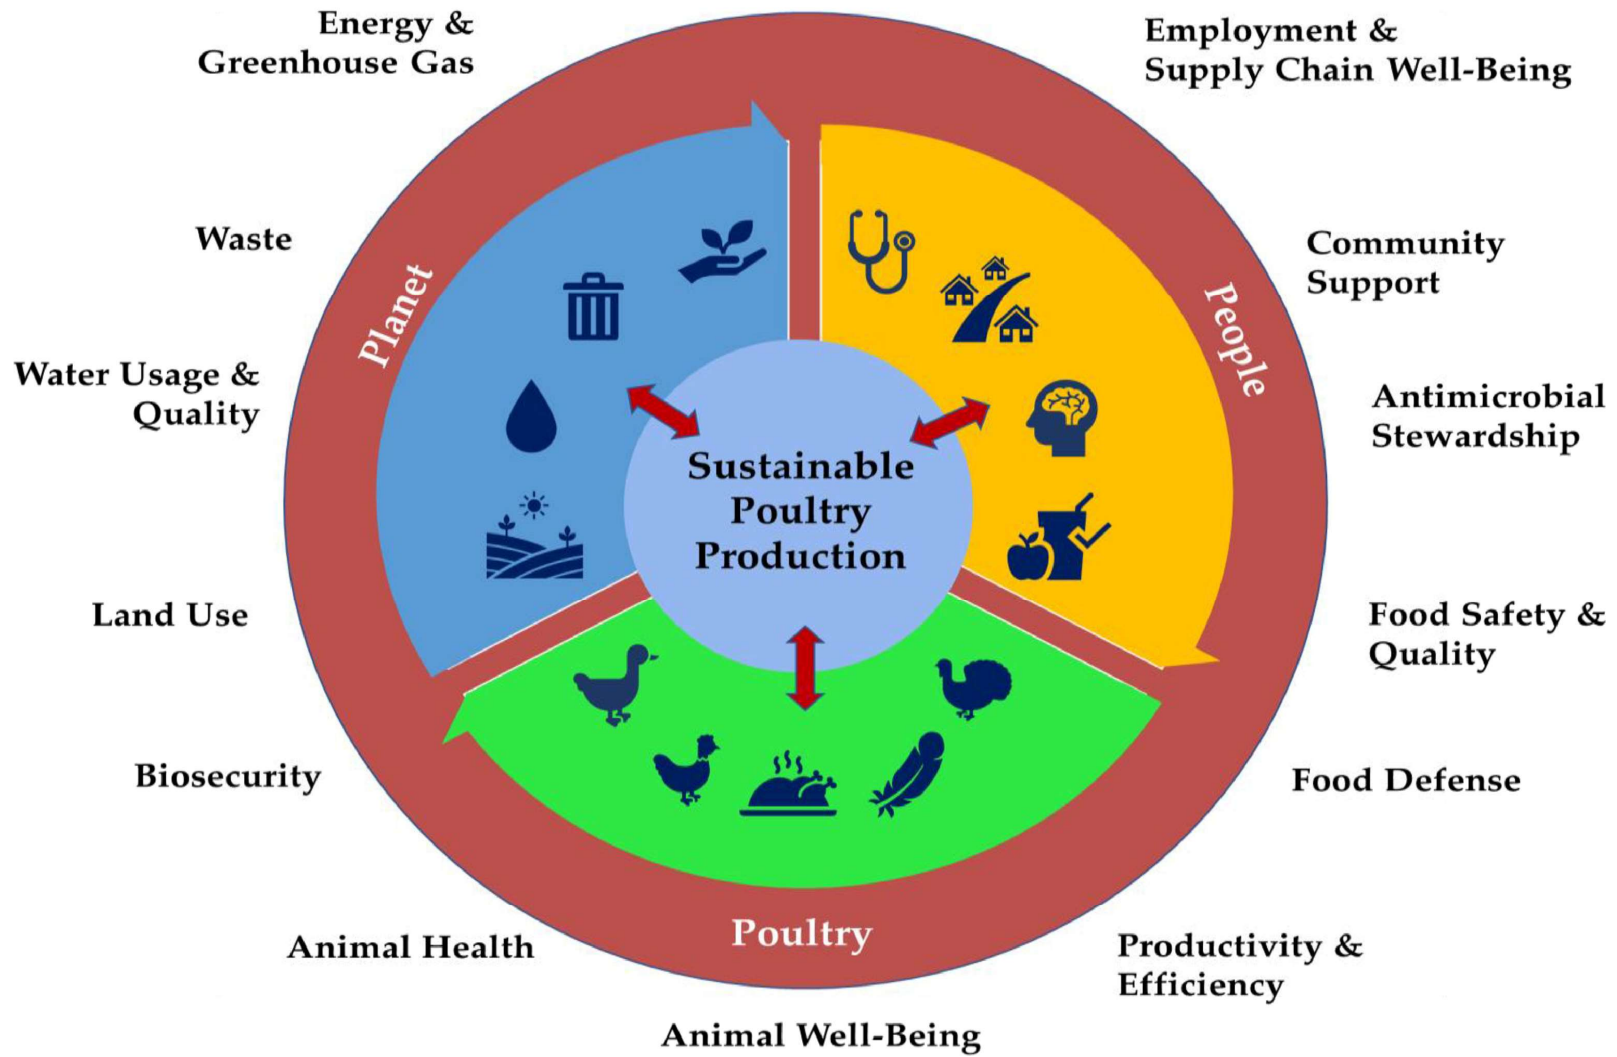 Energy &
Greenhouse Gas
Employment &
Supply Chain Well-Being
Waste
Community
Support
Planet
People
Water Usage &
Quality
Antimicrobial
Stewardship
Sustainable
Poultry
Production
Land Use
Food Safety &
Quality
Biosecurity
Food Defense
Poultry
Animal Health
Productivity &
Efficiency
Animal Well-Being